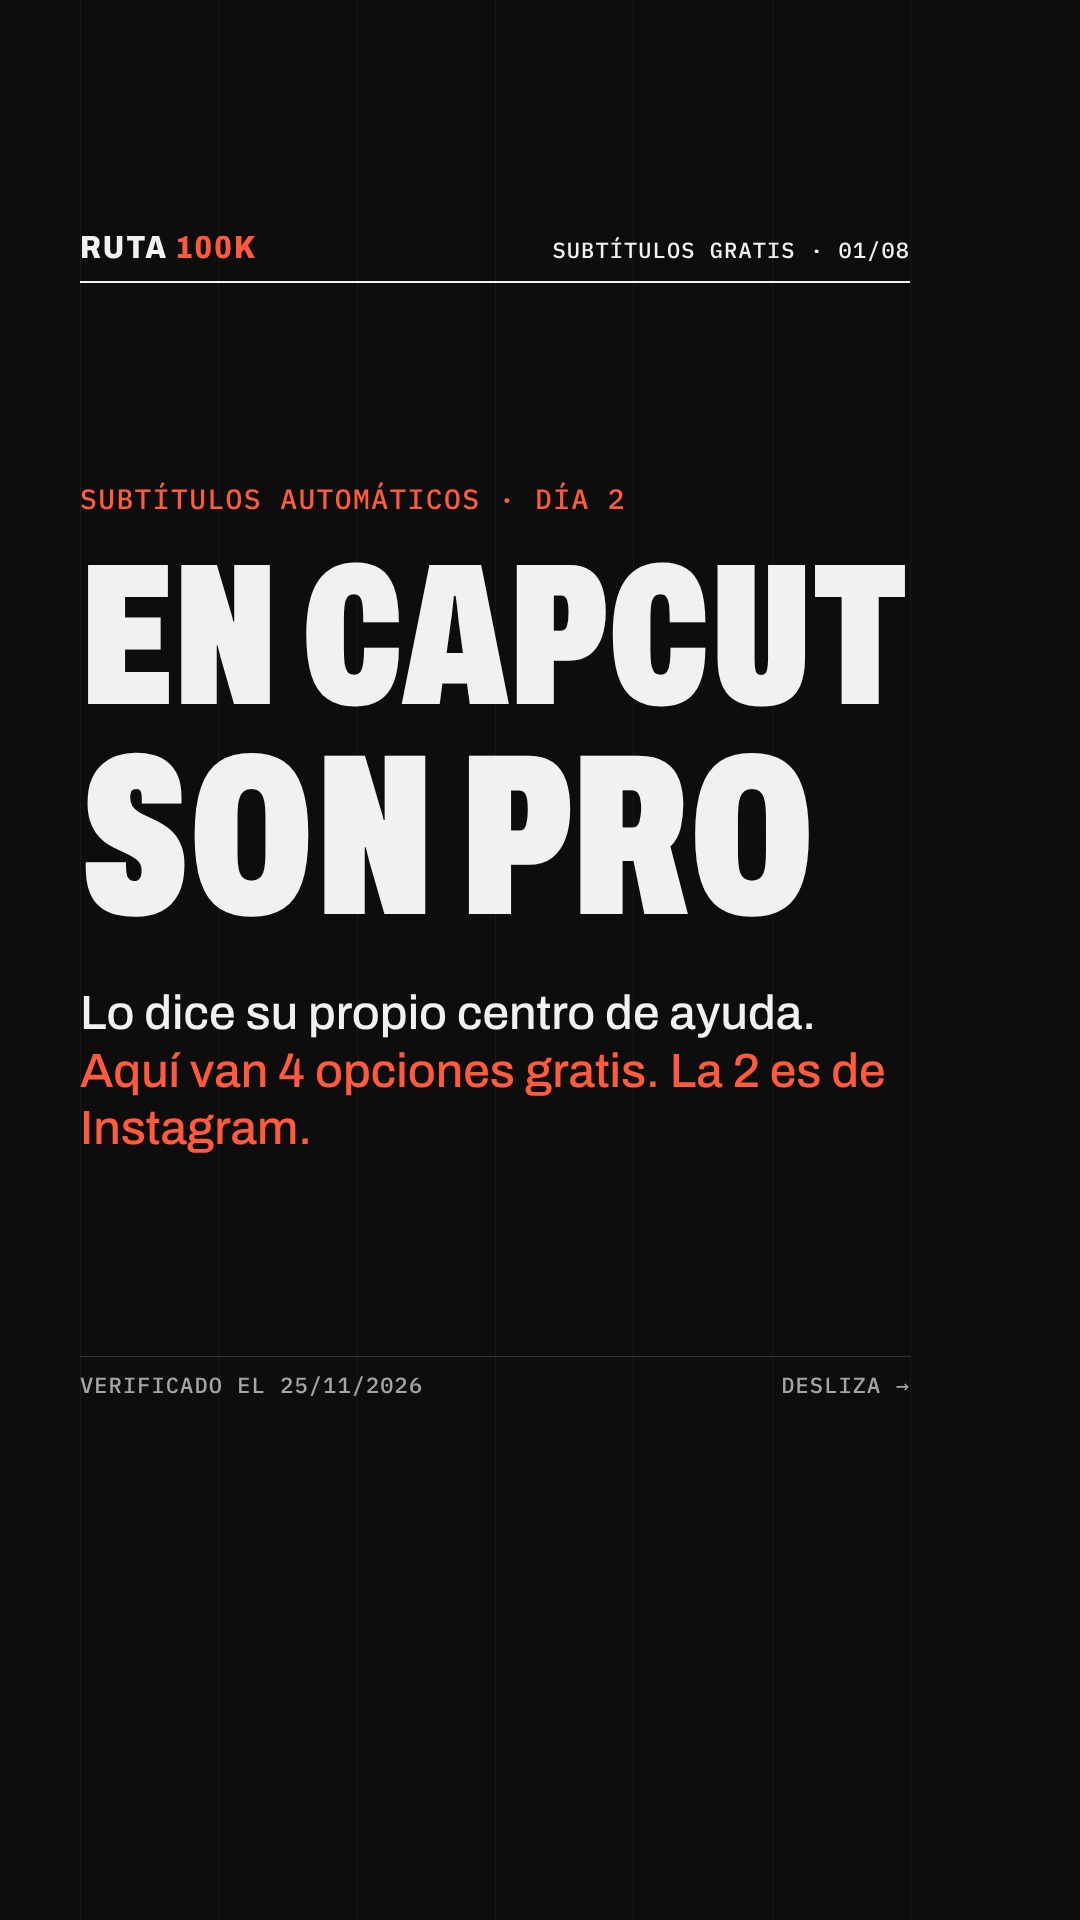 RUTA 100K
SUBTÍTULOS GRATIS · 01/08
SUBTÍTULOS AUTOMÁTICOS · DÍA 2
EN CAPCUT
SON PRO
Lo dice su propio centro de ayuda.
Aquí van 4 opciones gratis. La 2 es de
Instagram.
VERIFICADO EL 25/11/2026
DESLIZA →